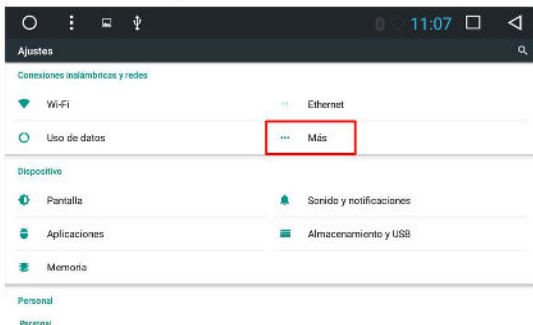 11:07
Ajustes
Conexiones inalámbricas y redes
Wi-Fi
Ethernet
Uso de datos
Más
Dispositivo
Pantalla
Sonido y notificaciones
Aplicaciones
Almacenamiento y USB
Memoria
Personal
Personal